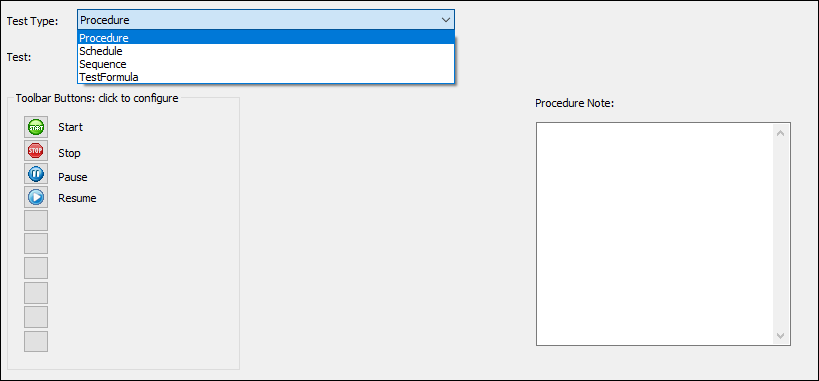 Test Type: Procedure
Procedure
Schedule
Test:
Sequence
TestFormula
Toolbar Buttons: click to configure
Procedure Note:
START Start
STOP Stop
Pause
Resume